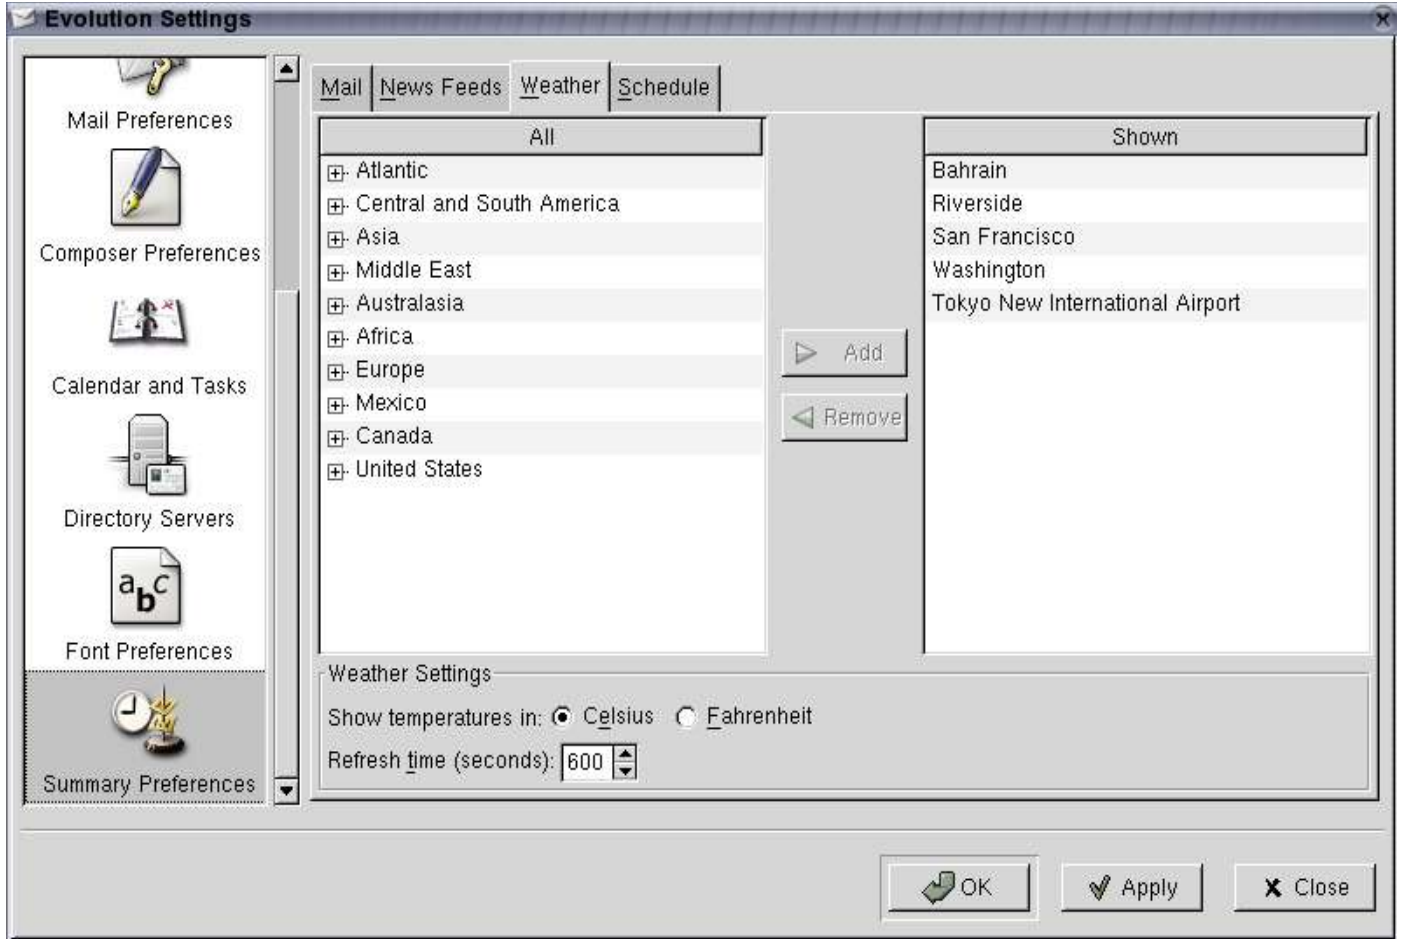 Evolution Settings
Mail Preferences
Composer Preferences
Calendar and Tasks
Directory Servers
abc
Font Preferences
Summary Preferences
Mail News Feeds Weather Schedule
All
Atlantic
Central and South America
Asia
Middle East
Australasia
Africa
Europe
Mexico
Canada
United States
Add
Remove
Shown
Bahrain
Riverside
San Francisco
Washington
Tokyo New International Airport
Weather Settings
Show temperatures in: Celsius Fahrenheit
Refresh time (seconds): 600
OK Apply Close